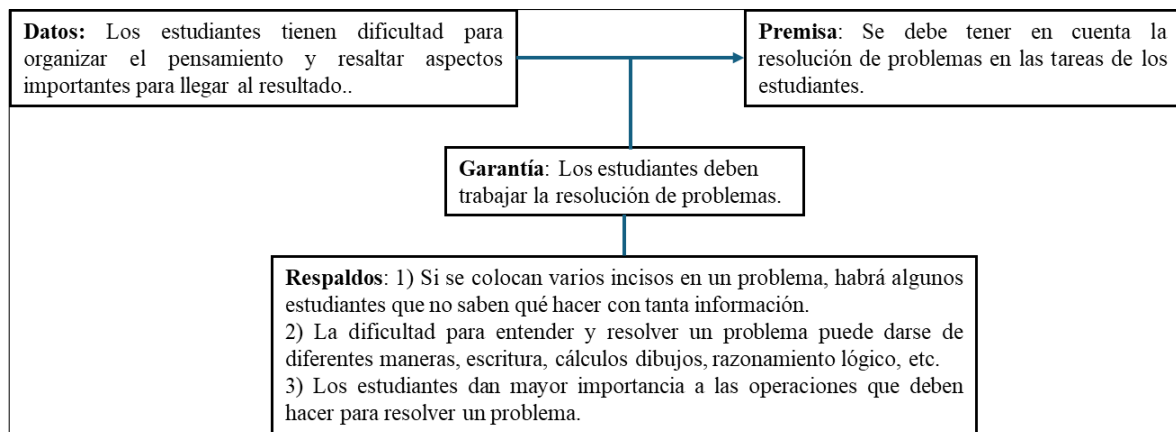 Datos: Los estudiantes tienen dificultad para
organizar el pensamiento y resaltar aspectos
importantes para llegar al resultado..
Premisa: Se debe tener en cuenta la
resolución de problemas en las tareas de los
estudiantes.
Garantía: Los estudiantes deben
trabajar la resolución de problemas.
Respaldos: 1) Si se colocan varios incisos en un problema, habrá algunos
estudiantes que no saben qué hacer con tanta información.
2) La dificultad para entender y resolver un problema puede darse de
diferentes maneras, escritura, cálculos dibujos, razonamiento lógico, etc.
3) Los estudiantes dan mayor importancia a las operaciones que deben
hacer para resolver un problema.